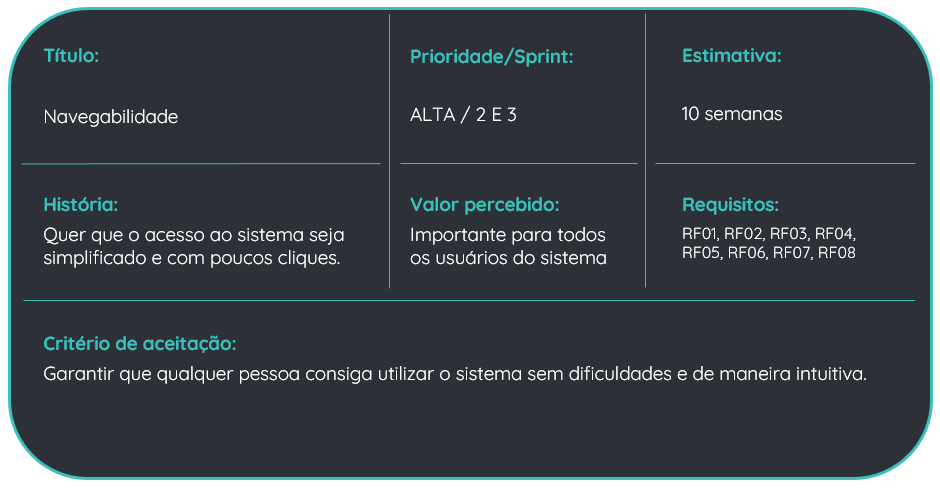 Título:
Navegabilidade
Prioridade/Sprint:
ALTA / 2 E 3
Estimativa:
10 semanas
História:
Quer que o acesso ao sistema seja
simplificado e com poucos cliques.
Valor percebido:
Importante para todos
os usuários do sistema
Requisitos:
RF01, RF02, RF03, RF04,
RF05, RF06, RF07, RF08
Critério de aceitação:
Garantir que qualquer pessoa consiga utilizar o sistema sem dificuldades e de maneira intuitiva.